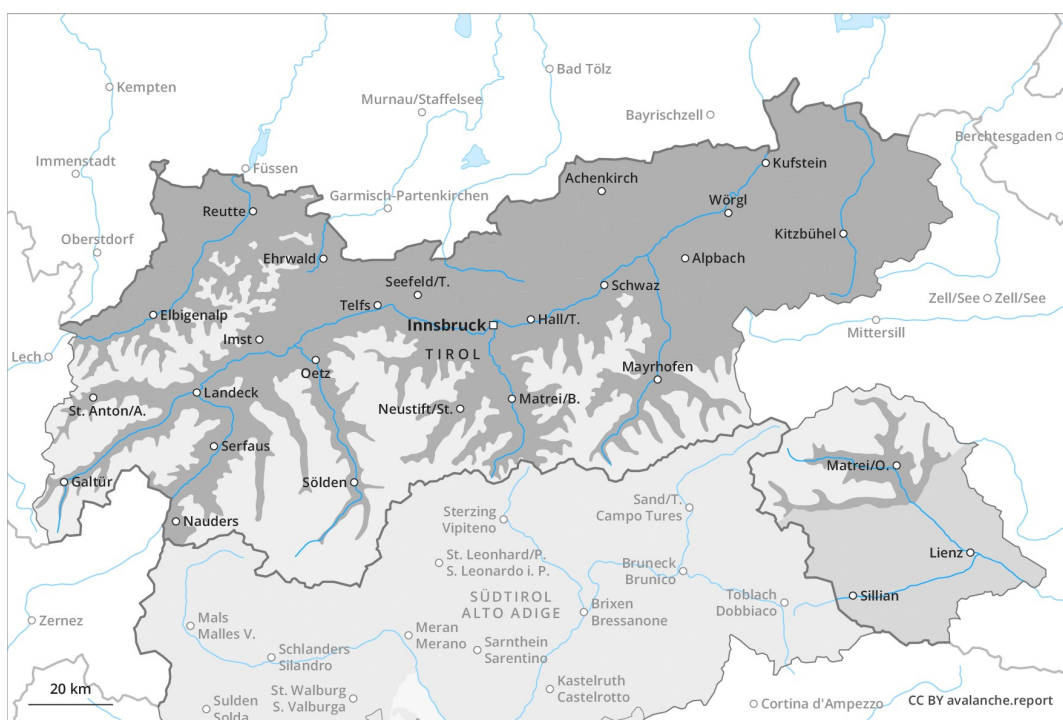 Kempten
Bad Tölz
Murnau/Staffelsee
Bayrischzell
Berchtesgaden
Immenstadt
Füssen
Kufstein
Achenkirch
Garmisch-Partenkirchen
Reutte
Wörgl
Oberstdorf
Kitzbühel
Ehrwald
Alpbach
Seefeld/T.
Schwaz
Zell/See
Zell/See
Telfs
Elbigenalp
Innsbruck
Hall/T.
Mittersill
Imst
Lech
TIROL
Oetz
Mayrhofen
Landeck
St. Anton/A.
Neustift/St.
Matrei/B.
Serfaus
Matrei/O.
Galtür
Sölden
Sand/T.
Campo Tures
Sterzing
Vipiteno
Nauders
St. Leonhard/P.
S. Leonardo i. P.
Lienz
Bruneck
Brunico
SÜDTIROL
ALTO ADIGE
Sillian
Toblach
Dobbiaco
Brixen
Bressanone
Zernez
Mals
Malles V.
Meran
Merano
Sarnthein
Sarentino
Schlanders
Silandro
20 km
Kastelruth
Castelrotto
St. Walburg
S. Valburga
Sulden
Solda
Cortina d'Ampezzo
CC BY avalanche.report